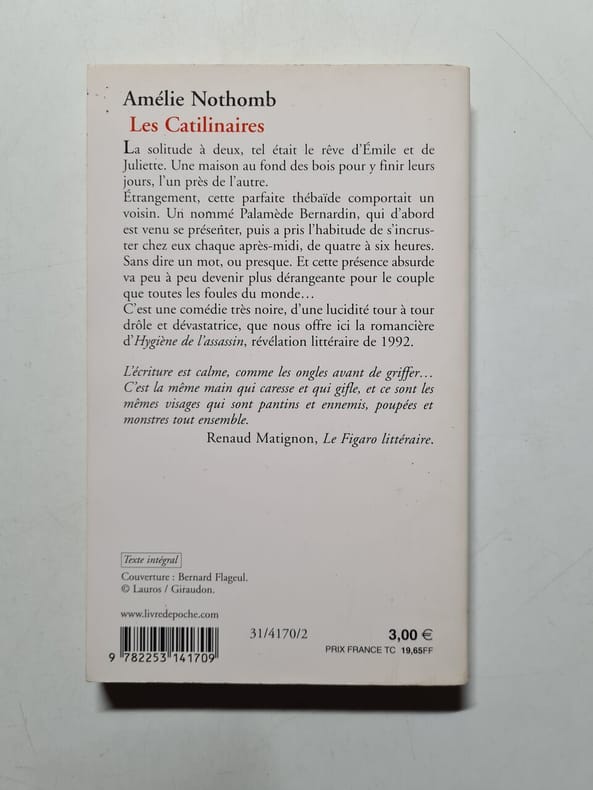 Amélie Nothomb
Les Catilinaires
La solitude à deux, tel était le rêve d'Émile et de
Juliette. Une maison au fond des bois pour y finir leurs
jours, l'un près de l'autre.
Étrangement, cette parfaite thébaïde comportait un
voisin. Un nommé Palamède Bernardin, qui d'abord
est venu se présenter, puis a pris l'habitude de s'incrus-
ter chez eux chaque après-midi, de quatre à six heures.
Sans dire un mot, ou presque. Et cette présence absurde
va peu à peu devenir plus dérangeante pour le couple
que toutes les foules du monde…
C'est une comédie très noire, d'une lucidité tour à tour
drôle et dévastatrice, que nous offre ici la romancière
d'Hygiène de l'assassin, révélation littéraire de 1992.
L'écriture est calme, comme les ongles avant de griffer…
C'est la même main qui caresse et qui gifle, et ce sont les
mêmes visages qui sont pantins et ennemis, poupées et
monstres tout ensemble.
Renaud Matignon, Le Figaro littéraire.
Texte intégral
Couverture : Bernard Flageul.
© Lauros / Giraudon.
www.livredepoche.com
31/4170/2
3,00 €
PRIX FRANCE TC 19,65FF
9 782253 141709